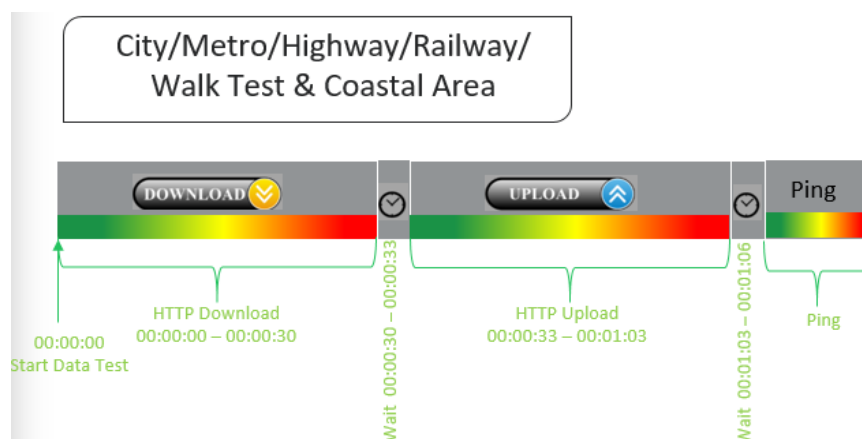 City/Metro/Highway/Railway/
Walk Test & Coastal Area
DOWNLOAD
UPLOAD
Ping
00:00:00
Start Data Test
HTTP Download
00:00:00 – 00:00:30
Wait 00:00:30 – 00:00:33
HTTP Upload
00:00:33 – 00:01:03
Wait 00:01:03 – 00:01:06
Ping